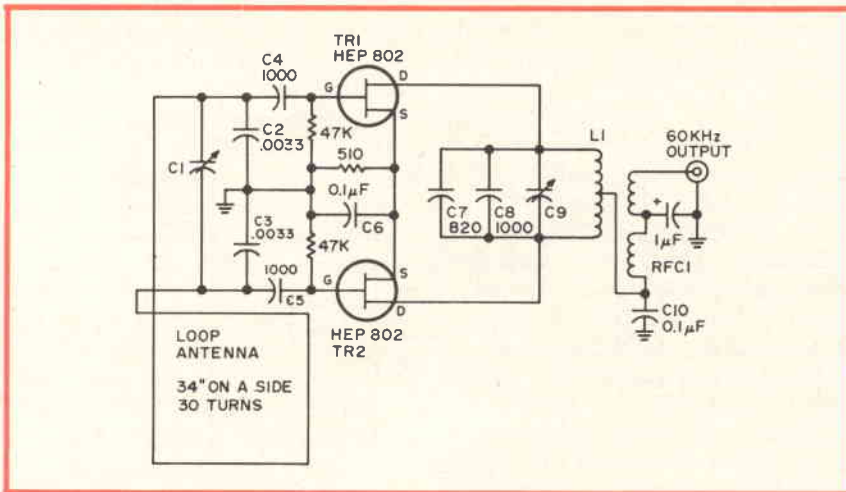 TR1
HEP 802
C4
1000
D
G
S
C2
.0033
47K
C1
510
0.1µF
C6
C3
.0033
47K
1000
C5
S
G
D
HEP 802
TR2
LOOP
ANTENNA
34" ON A SIDE
30 TURNS
L1
60KHz
OUTPUT
C7
820
C8
1000
C9
+
1µF
RFC1
C10
0.1µF